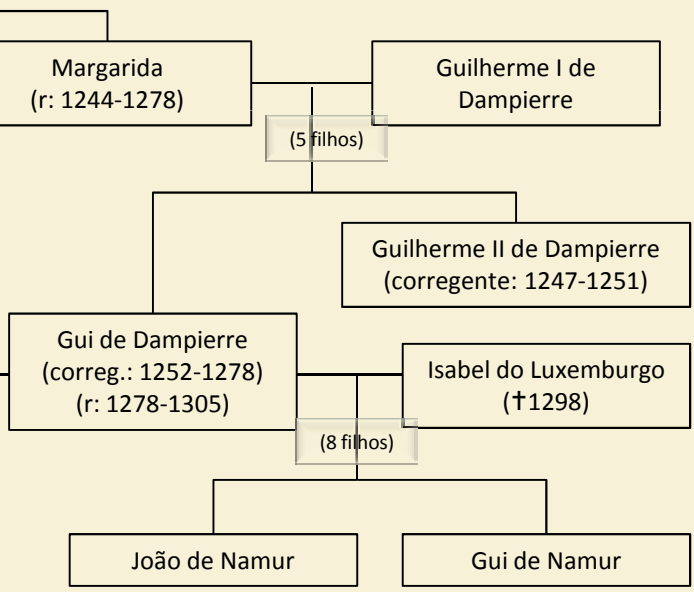 Margarida
(r: 1244-1278)
Guilherme I de
Dampierre
(5 filhos)
Guilherme II de Dampierre
(corregente: 1247-1251)
Gui de Dampierre
(correg.: 1252-1278)
(r: 1278-1305)
Isabel do Luxemburgo
(✝1298)
(8 filhos)
João de Namur
Gui de Namur